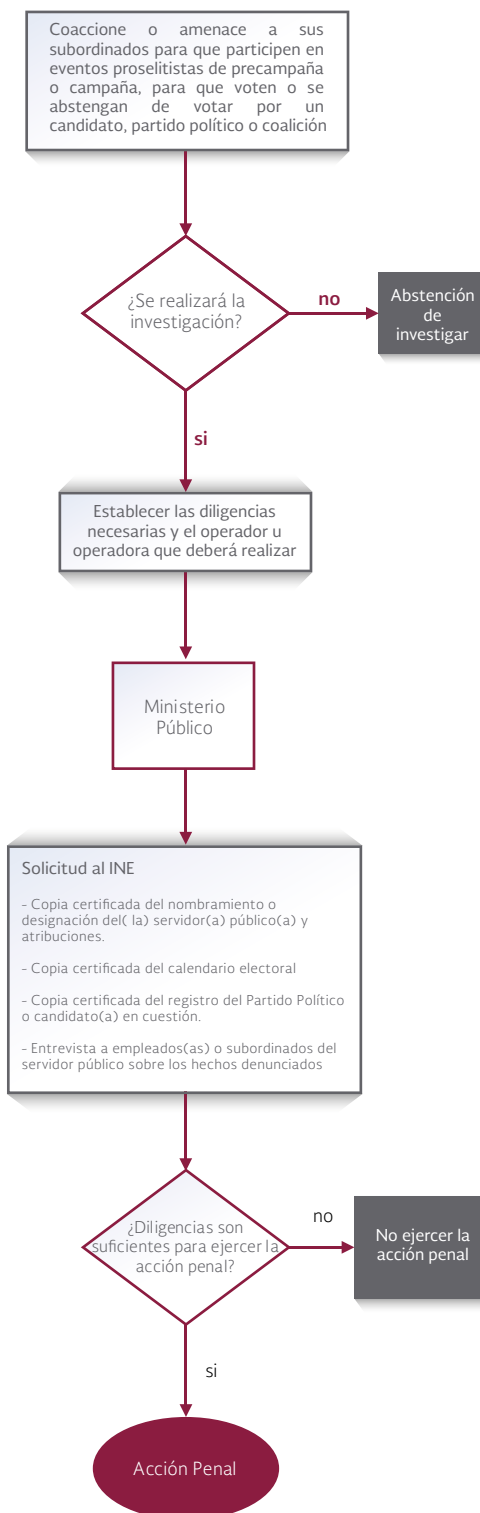 Coaccione o amenace a sus
subordinados para que participen en
eventos proselitistas de precampaña
o campaña, para que voten o se
abstengan de votar por un
candidato, partido político o coalición
¿Se realizará la
investigación?
no
Abstención
de
investigar
si
Establecer las diligencias
necesarias y el operador u
operadora que deberá realizar
Ministerio
Público
Solicitud al INE
- Copia certificada del nombramiento o
designación del( la) servidor(a) público(a) y
atribuciones.
- Copia certificada del calendario electoral
- Copia certificada del registro del Partido Político
o candidato(a) en cuestión.
- Entrevista a empleados(as) o subordinados del
servidor público sobre los hechos denunciados
¿Diligencias son
suficientes para ejercer la
acción penal?
no
No ejercer la
acción penal
si
Acción Penal